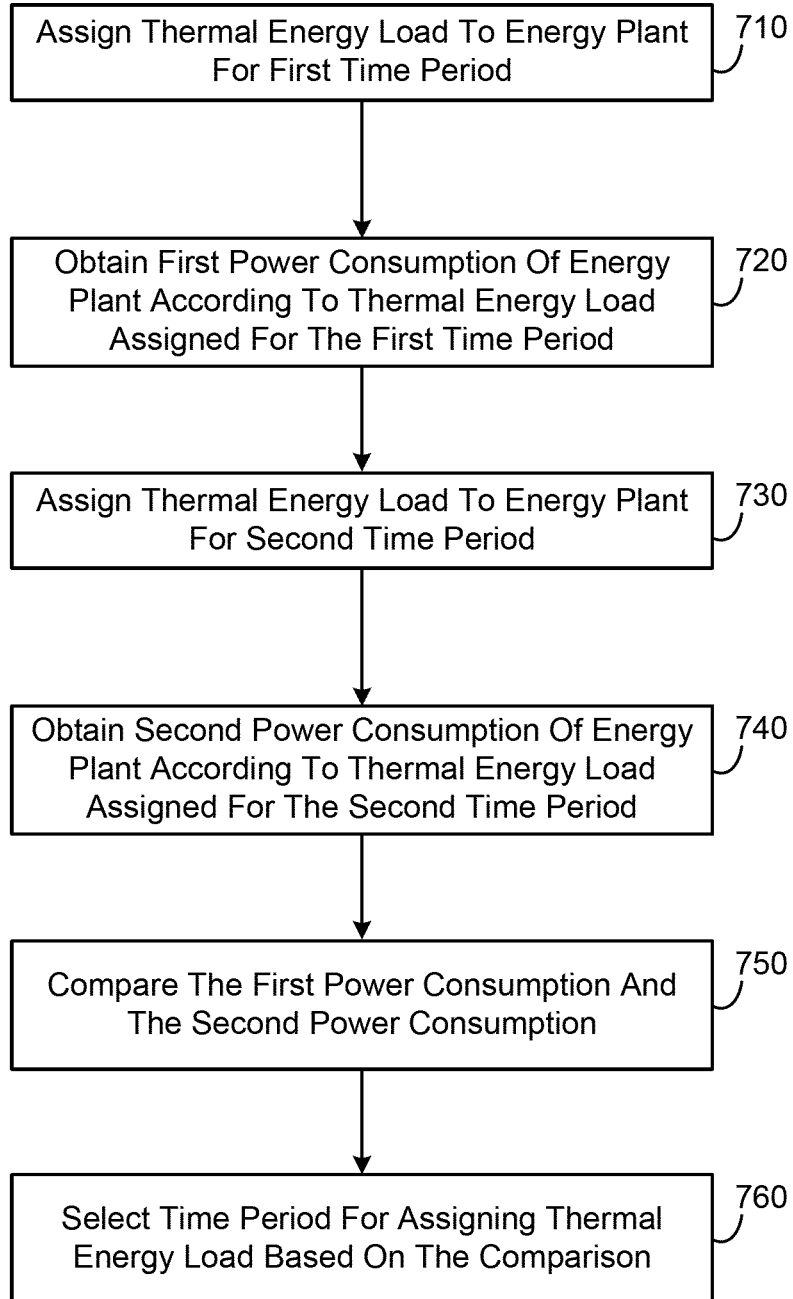 Assign Thermal Energy Load To Energy Plant
For First Time Period
710
Obtain First Power Consumption Of Energy
Plant According To Thermal Energy Load
Assigned For The First Time Period
720
Assign Thermal Energy Load To Energy Plant
For Second Time Period
730
Obtain Second Power Consumption Of Energy
Plant According To Thermal Energy Load
Assigned For The Second Time Period
740
Compare The First Power Consumption And
The Second Power Consumption
750
Select Time Period For Assigning Thermal
Energy Load Based On The Comparison
760